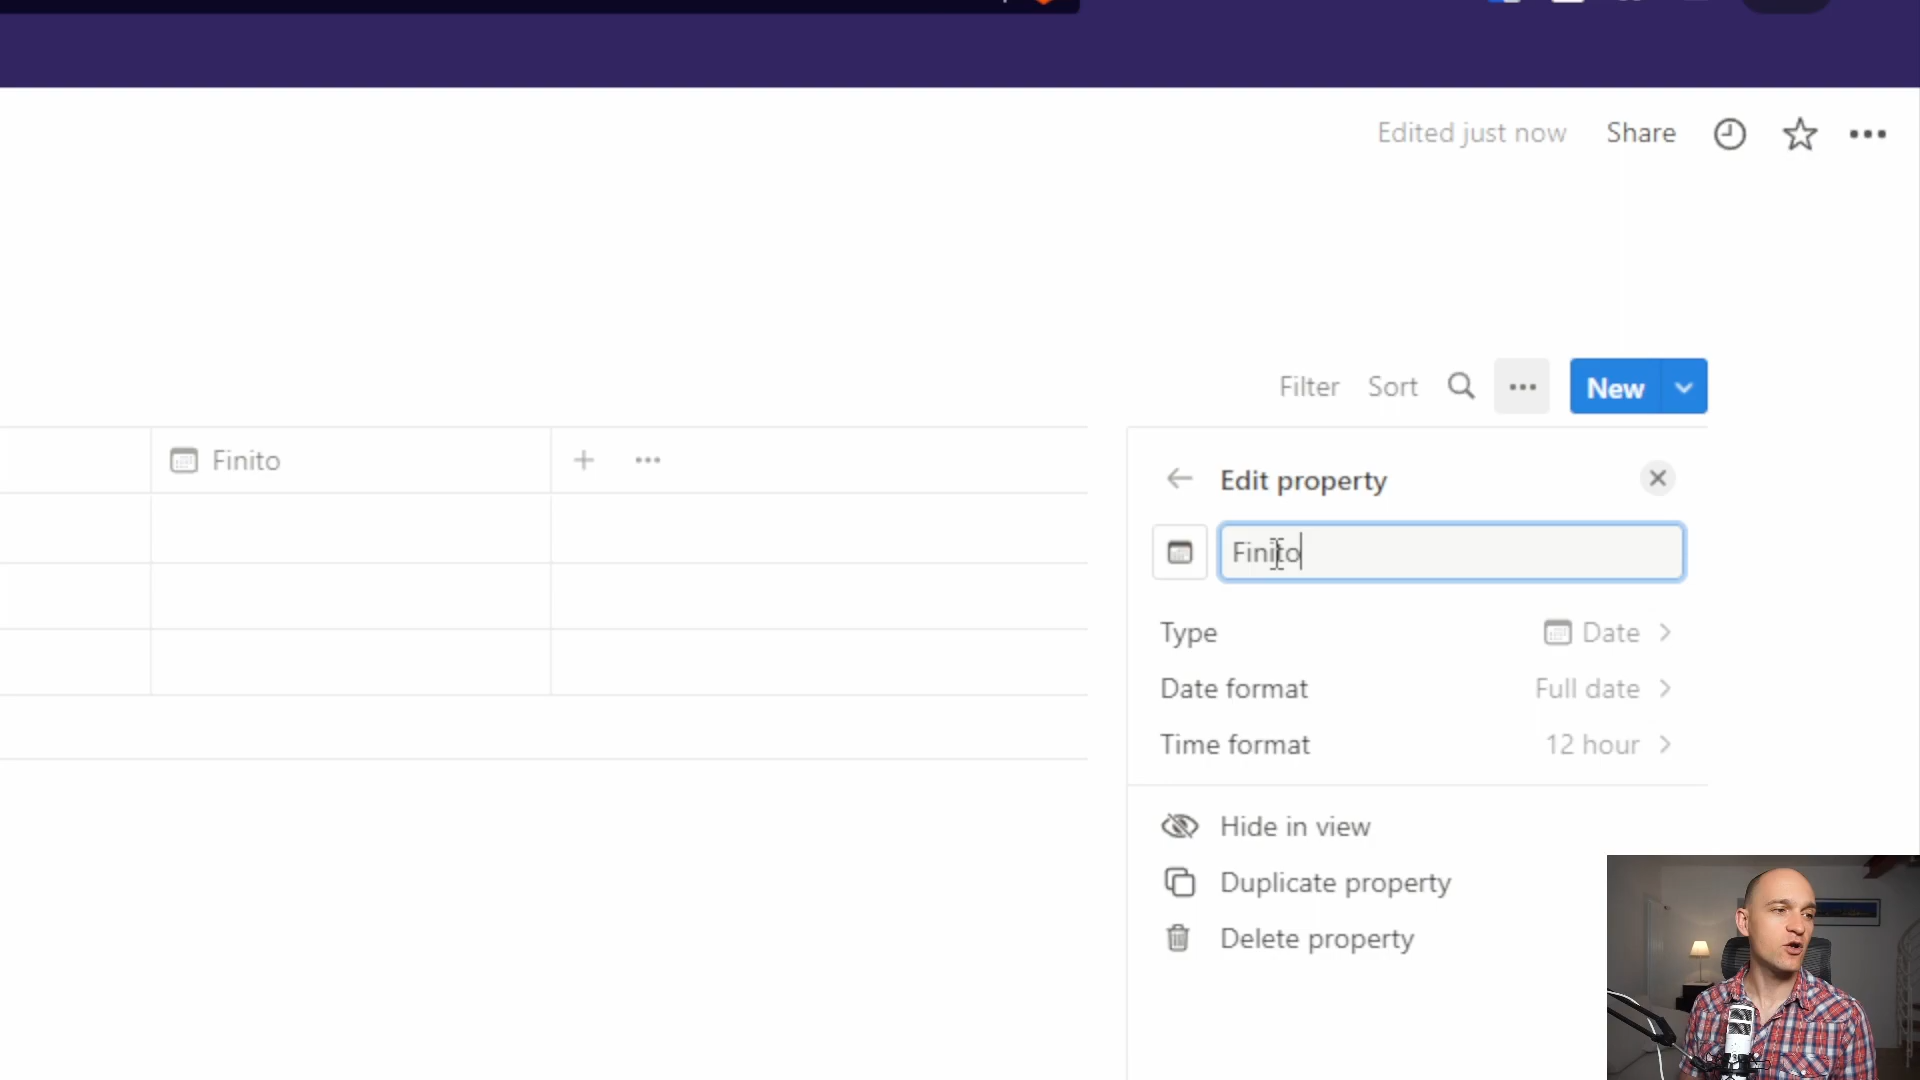 Edited just now Share
Filter Sort New
Finito
Edit property
Finito
Type Date
Date format Full date
Time format 12 hour
Hide in view
Duplicate property
Delete property